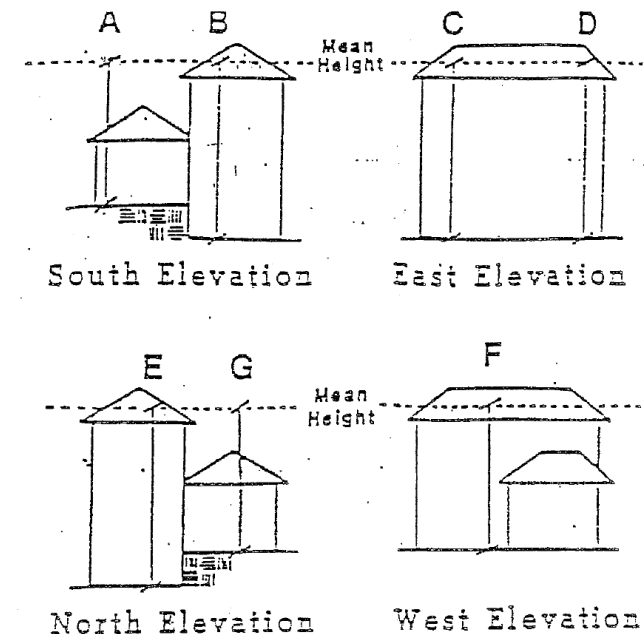 A B C D
Mean
Height
South Elevation East Elevation
E G F
Mean
Height
North Elevation West Elevation